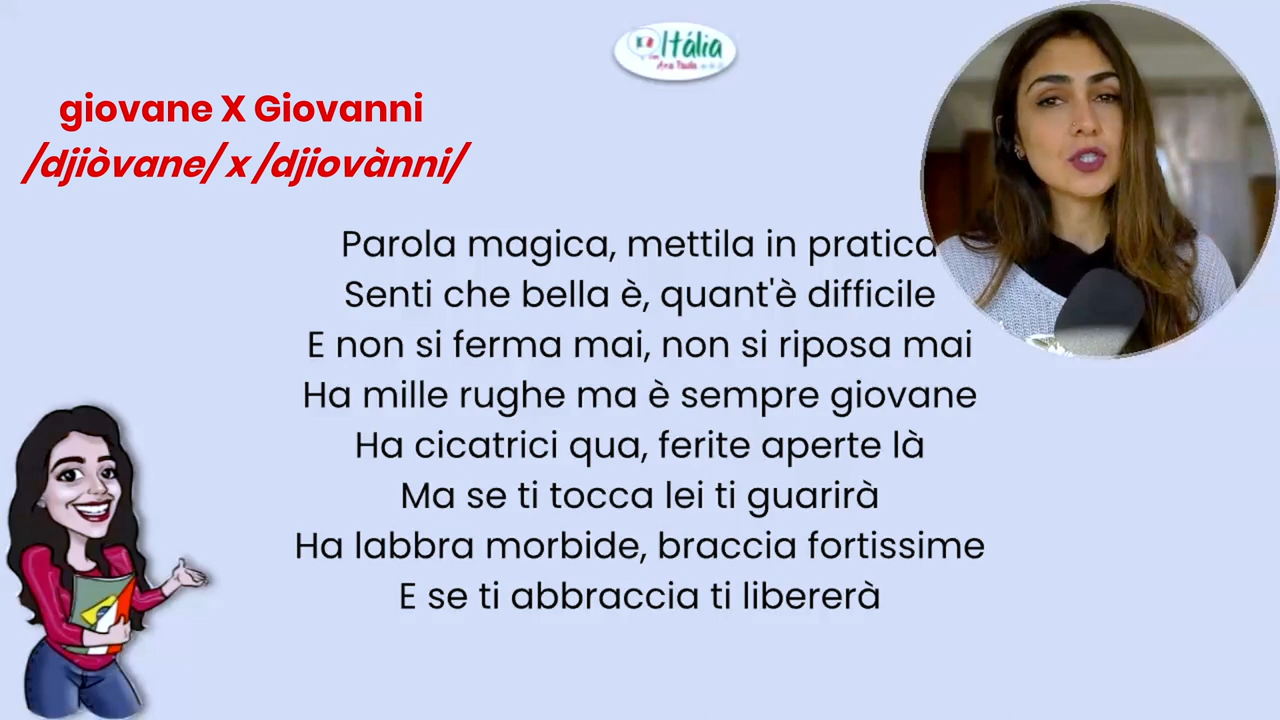 Itália
Ana Paula
giovane X Giovanni
/djiòvane/ x /djiovànni/
Parola magica, mettila in pratica
Senti che bella è, quant'è difficile
E non si ferma mai, non si riposa mai
Ha mille rughe ma è sempre giovane
Ha cicatrici qua, ferite aperte là
Ma se ti tocca lei ti guarirà
Ha labbra morbide, braccia fortissime
E se ti abbraccia ti libererà